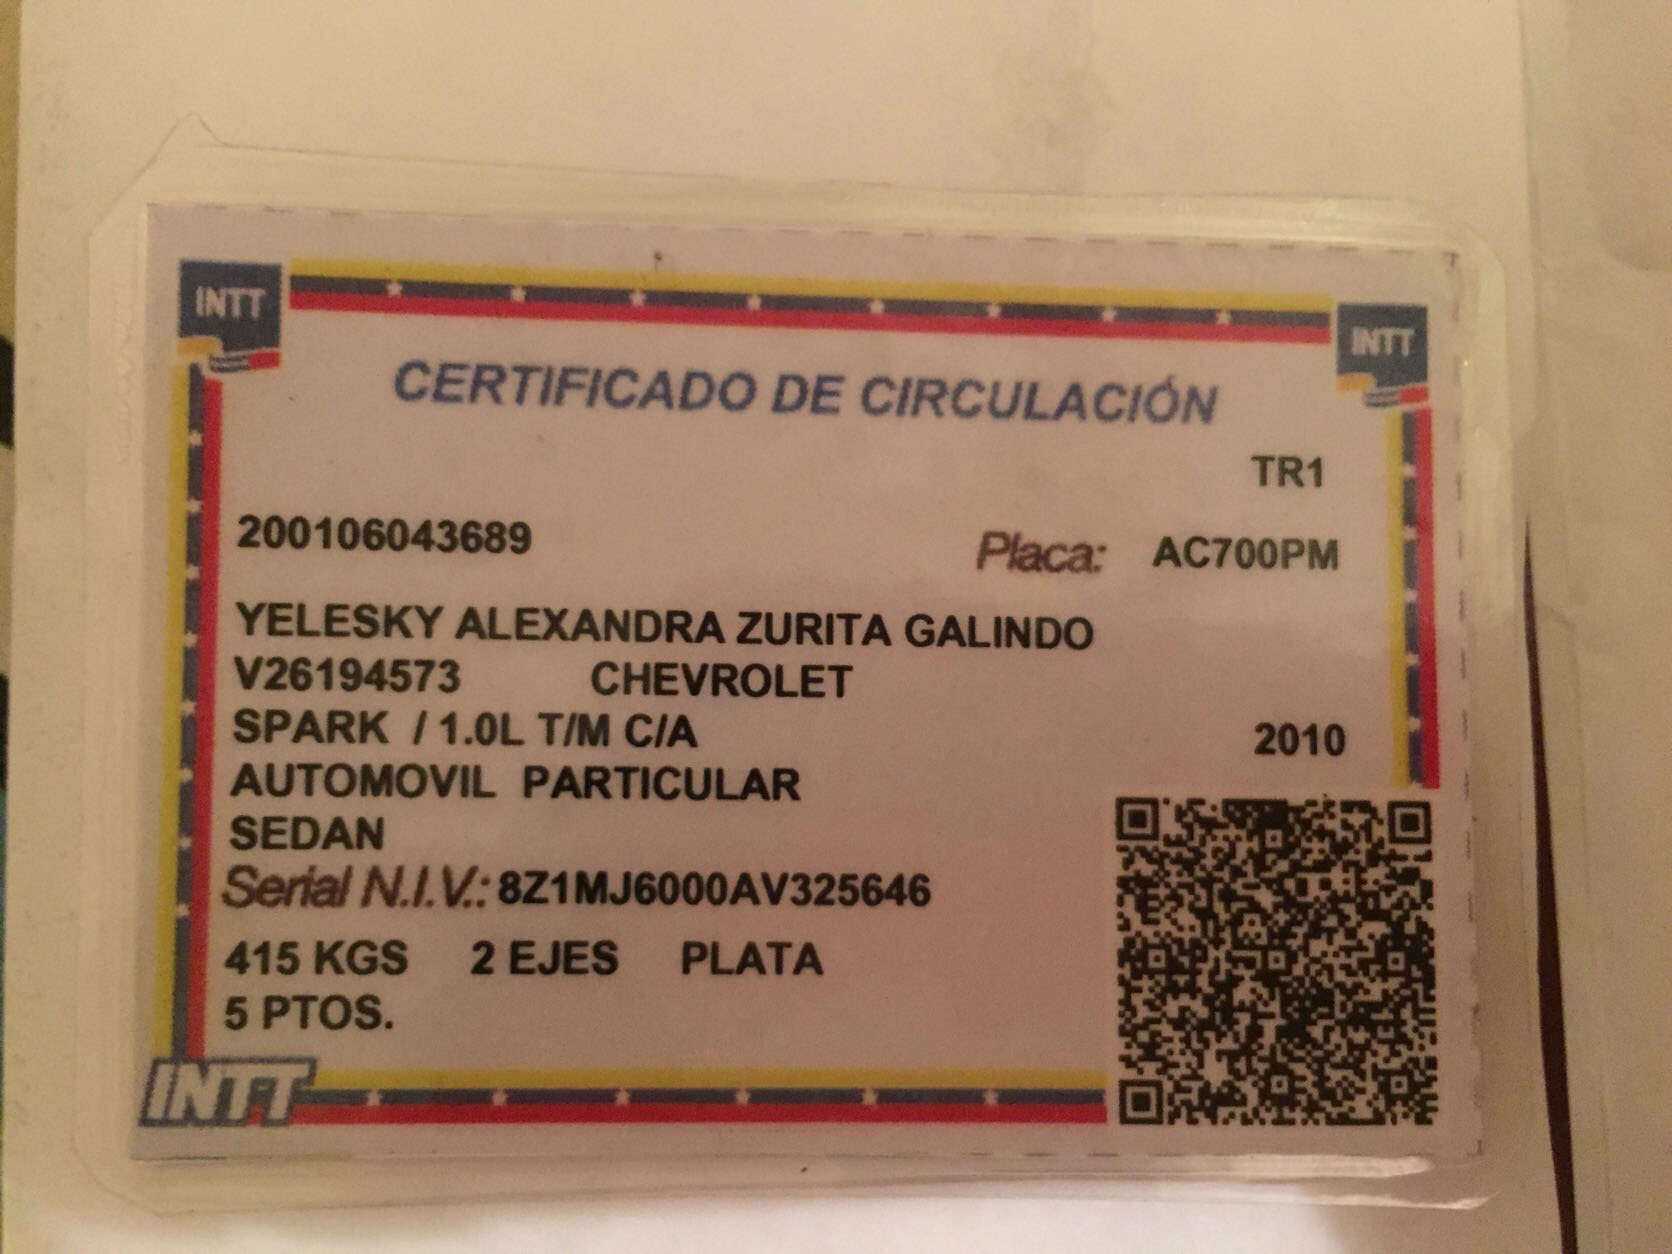 INTT
INTT
CERTIFICADO DE CIRCULACIÓN
TR1
200106043689 Placa: AC700PM
YELESKY ALEXANDRA ZURITA GALINDO
V26194573 CHEVROLET
SPARK / 1.0L T/M C/A 2010
AUTOMOVIL PARTICULAR
SEDAN
Serial N.I.V.: 8Z1MJ6000AV325646
415 KGS 2 EJES PLATA
5 PTOS.
INTT